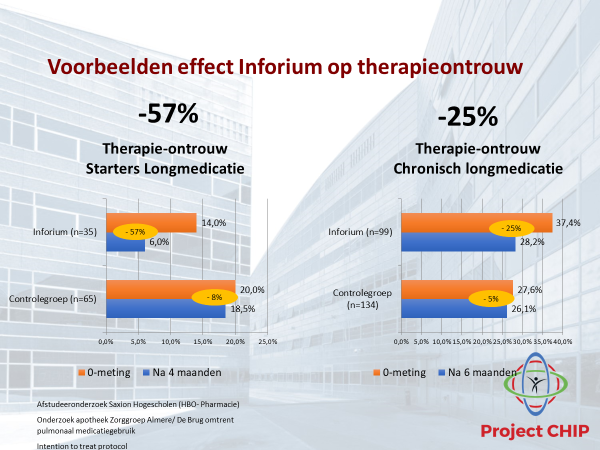 Voorbeelden effect Inforium op therapieontrouw
-57%
Therapie-ontrouw
Starters Longmedicatie
Inforium (n=35)
14,0%
- 57%
6,0%
Controlegroep (n=65)
20,0%
- 8%
18,5%
0,0% 5,0% 10,0% 15,0% 20,0% 25,0%
0-meting Na 4 maanden
-25%
Therapie-ontrouw
Chronisch longmedicatie
Inforium (n=99)
37,4%
- 25%
28,2%
Controlegroep
(n=134)
27,6%
- 5%
26,1%
0,0% 5,0% 10,0% 15,0% 20,0% 25,0% 30,0% 35,0% 40,0%
0-meting Na 6 maanden
Afstudeeronderzoek Saxion Hogescholen (HBO- Pharmacie)
Onderzoek apotheek Zorggroep Almere/ De Brug omtrent
pulmonaal medicatiegebruik
Intention to treat protocol
Project CHIP